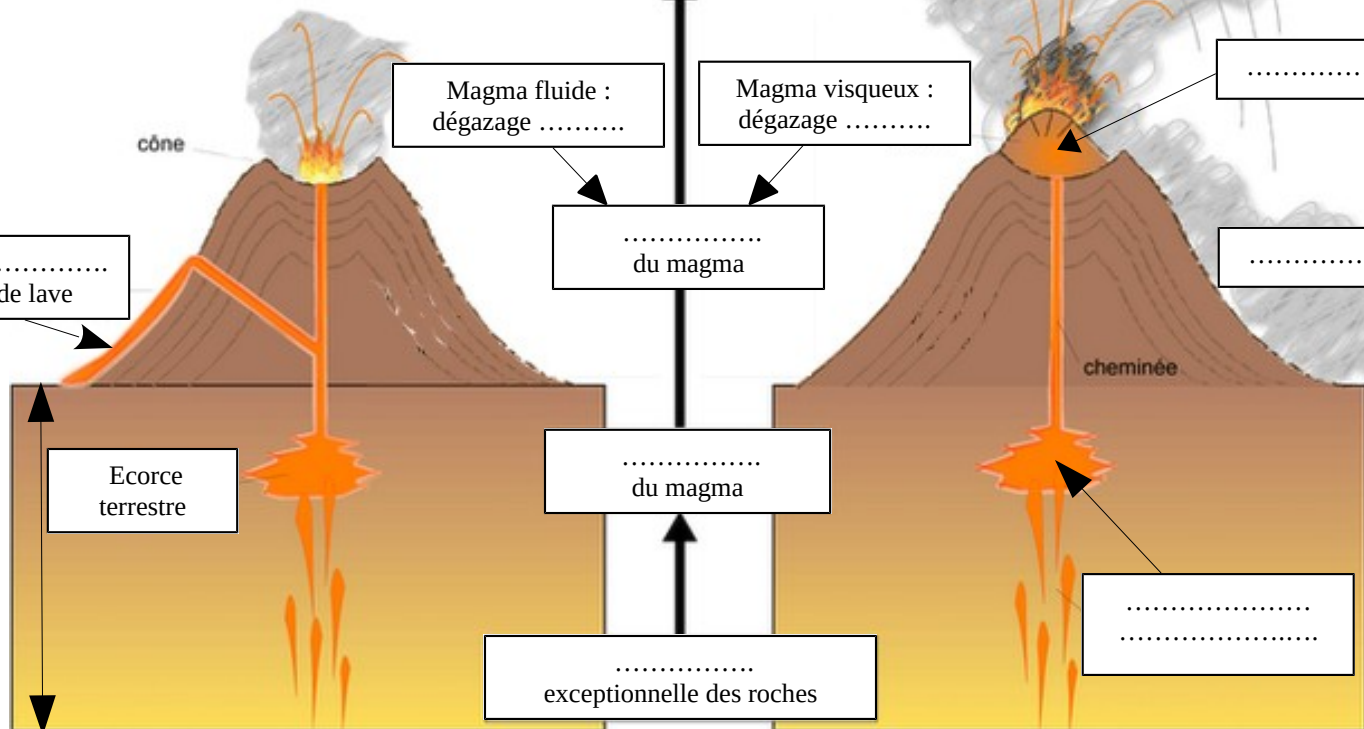 Magma fluide :
dégazage ……….
Magma visqueux :
dégazage ……….
………….
cône
…………….
du magma
………….
de lave
………….
cheminée
…………….
du magma
Ecorce
terrestre
…………………
…………………….
…………….
exceptionnelle des roches